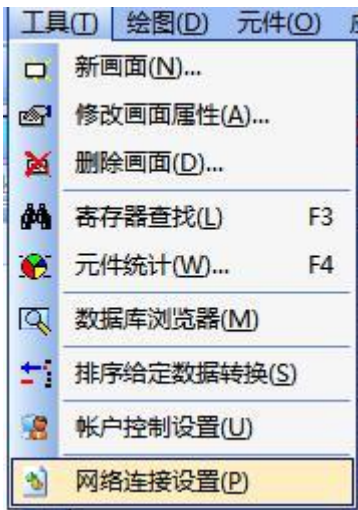 工具(T) 绘图(D) 元件(O)
新画面(N)...
修改画面属性(A)...
删除画面(D)...
寄存器查找(L) F3
元件统计(W)... F4
数据库浏览器(M)
排序给定数据转换(S)
帐户控制设置(U)
网络连接设置(P)